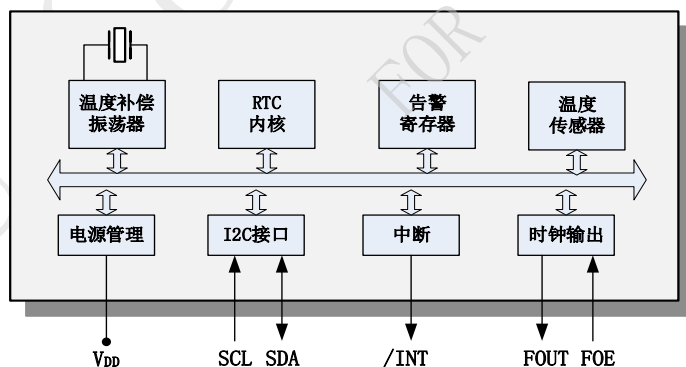 FOR
温度补偿
振荡器
RTC
内核
告警
寄存器
温度
传感器
电源管理
I2C接口
中断
时钟输出
VDD
SCL SDA
/INT
FOUT FOE